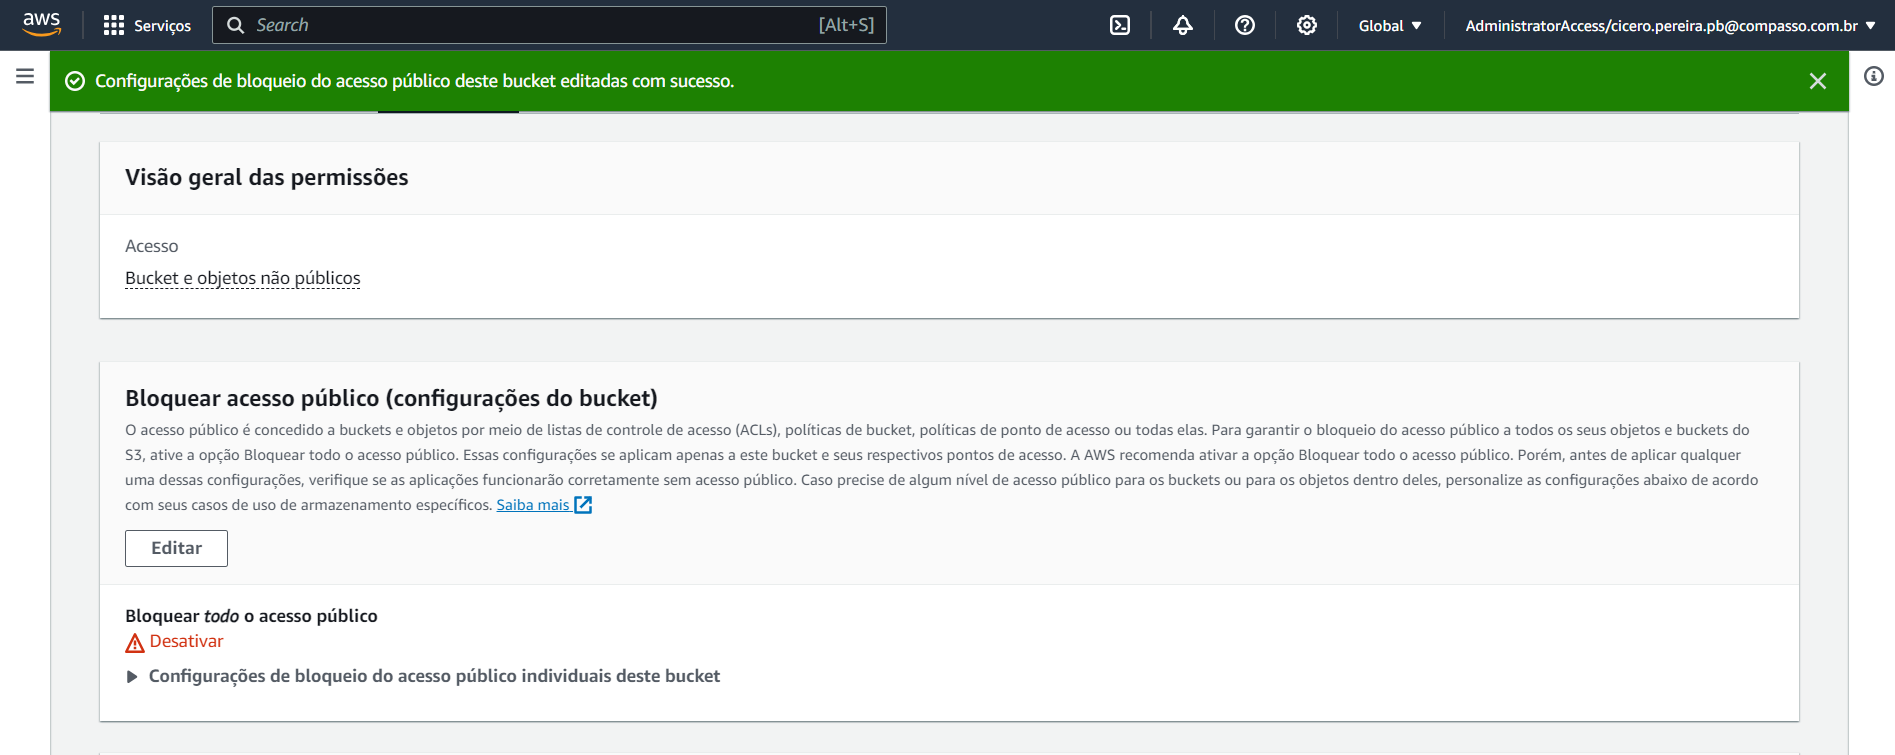 aws
Serviços
Search
[Alt+S]
Global
AdministratorAccess/cicero.pereira.pb@compasso.com.br
Configurações de bloqueio do acesso público deste bucket editadas com sucesso.
Visão geral das permissões
Acesso
Bucket e objetos não públicos
Bloquear acesso público (configurações do bucket)
O acesso público é concedido a buckets e objetos por meio de listas de controle de acesso (ACLs), políticas de bucket, políticas de ponto de acesso ou todas elas. Para garantir o bloqueio do acesso público a todos os seus objetos e buckets do
S3, ative a opção Bloquear todo o acesso público. Essas configurações se aplicam apenas a este bucket e seus respectivos pontos de acesso. A AWS recomenda ativar a opção Bloquear todo o acesso público. Porém, antes de aplicar qualquer
uma dessas configurações, verifique se as aplicações funcionarão corretamente sem acesso público. Caso precise de algum nível de acesso público para os buckets ou para os objetos dentro deles, personalize as configurações abaixo de acordo
com seus casos de uso de armazenamento específicos. Saiba mais
Editar
Bloquear todo o acesso público
Desativar
Configurações de bloqueio do acesso público individuais deste bucket